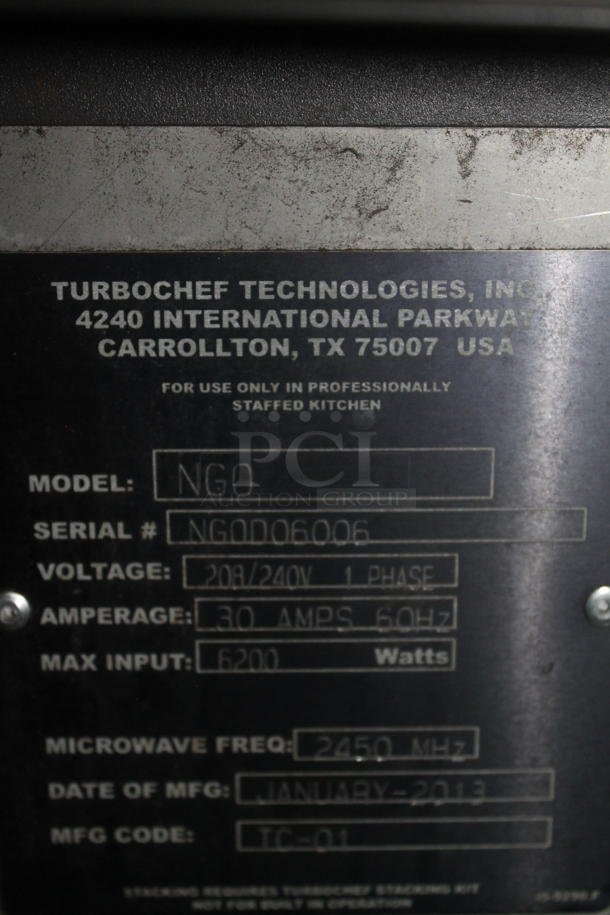 TURBOCHEF TECHNOLOGIES, INC.,
4240 INTERNATIONAL PARKWAY
CARROLLTON, TX 75007 USA
FOR USE ONLY IN PROFESSIONALLY
STAFFED KITCHEN
PCI
AUCTION GROUP
MODEL: NGO
SERIAL # NGOD06006
VOLTAGE: 208/240V 1 PHASE
AMPERAGE: 30 AMPS 60Hz
MAX INPUT: 6200 Watts
MICROWAVE FREQ: 2450 MHz
DATE OF MFG: JANUARY-2013
MFG CODE: TC-01
STACKING REQUIRES TURBOCHEF STACKING KIT
NOT FOR BUILT IN OPERATION